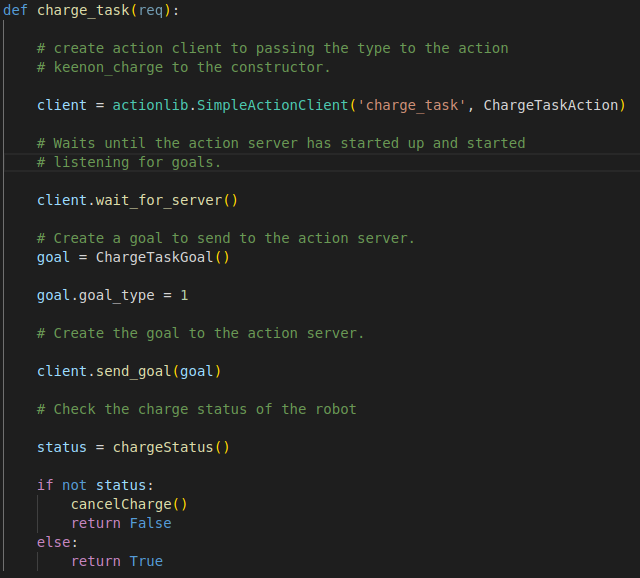 def charge_task(req):
# create action client to passing the type to the action
# keenon_charge to the constructor.
client = actionlib.SimpleActionClient('charge_task', ChargeTaskAction)
# Waits until the action server has started up and started
# listening for goals.
client.wait_for_server()
# Create a goal to send to the action server.
goal = ChargeTaskGoal()
goal.goal_type = 1
# Create the goal to the action server.
client.send_goal(goal)
# Check the charge status of the robot
status = chargeStatus()
if not status:
cancelCharge()
return False
else:
return True